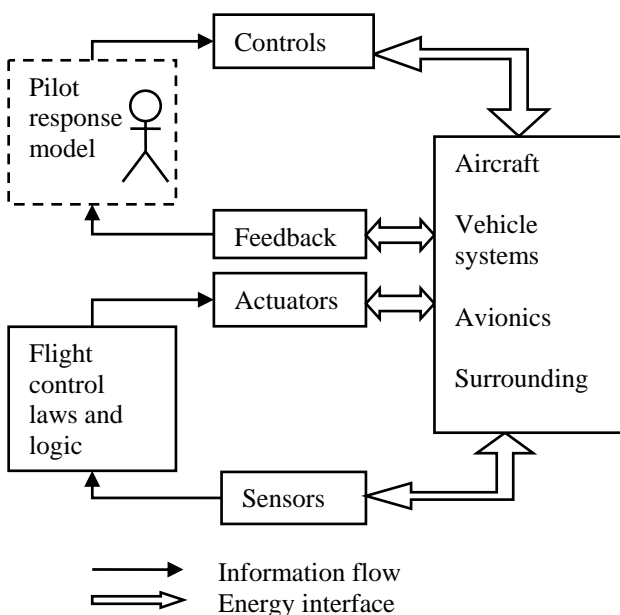 Controls
Pilot
response
model
Aircraft
Vehicle
systems
Avionics
Surrounding
Feedback
Actuators
Flight
control
laws and
logic
Sensors
Information flow
Energy interface